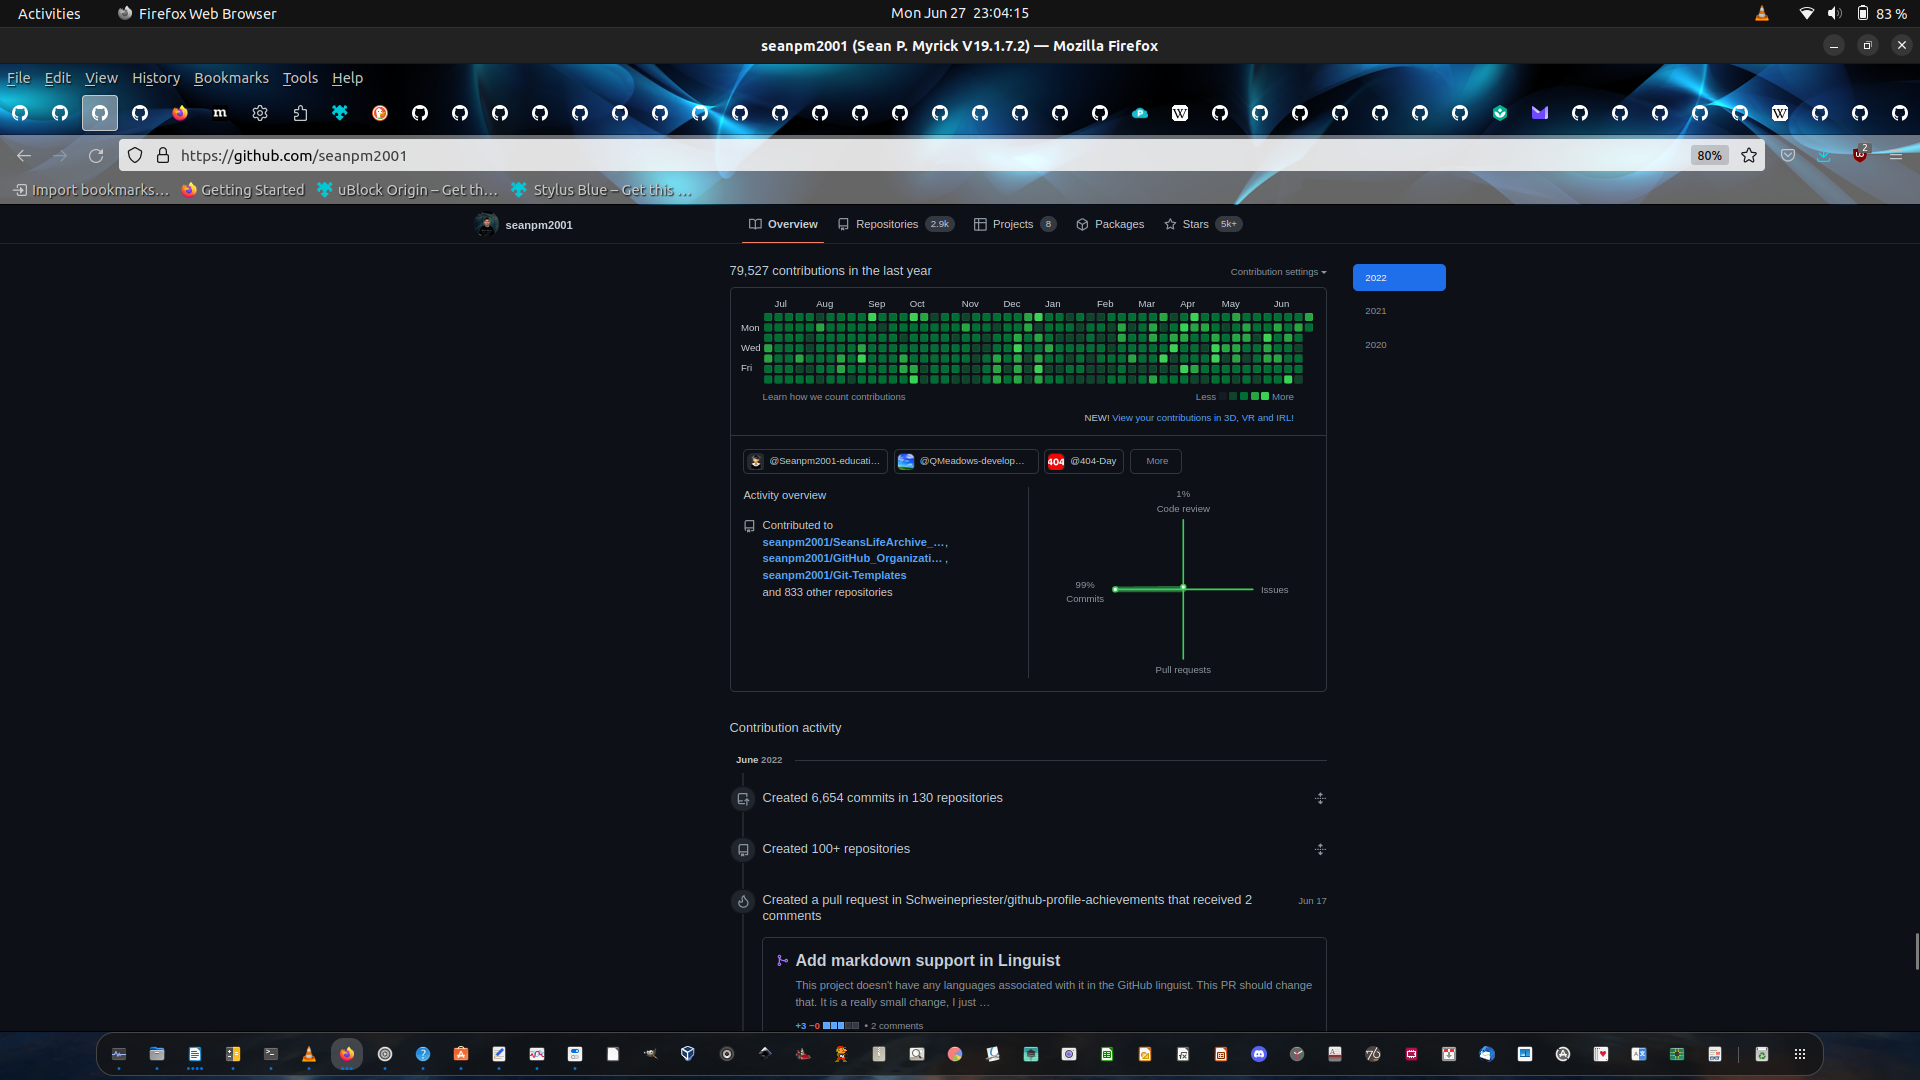 Activities
Firefox Web Browser
Mon Jun 27 23:04:15
83 %
seanpm2001 (Sean P. Myrick V19.1.7.2) — Mozilla Firefox
File Edit View History Bookmarks Tools Help
https://github.com/seanpm2001
80%
2
Import bookmarks…
Getting Started
uBlock Origin – Get th…
Stylus Blue – Get this …
seanpm2001
Overview
Repositories 2.9k
Projects 8
Packages
Stars 5k+
79,527 contributions in the last year
Contribution settings
2022
2021
2020
Jul Aug Sep Oct Nov Dec Jan Feb Mar Apr May Jun
Mon
Wed
Fri
Learn how we count contributions
Less More
NEW! View your contributions in 3D, VR and IRL!
@Seanpm2001-educati…
@QMeadows-develop…
404
@404-Day
More
Activity overview
Contributed to
seanpm2001/SeansLifeArchive_…,
seanpm2001/GitHub_Organizati… ,
seanpm2001/Git-Templates
and 833 other repositories
1%
Code review
99%
Commits
Issues
Pull requests
Contribution activity
June 2022
Created 6,654 commits in 130 repositories
Created 100+ repositories
Created a pull request in Schweinepriester/github-profile-achievements that received 2
comments
Jun 17
Add markdown support in Linguist
This project doesn't have any languages associated with it in the GitHub linguist. This PR should change
that. It is a really small change, I just …
+3 −0 • 2 comments